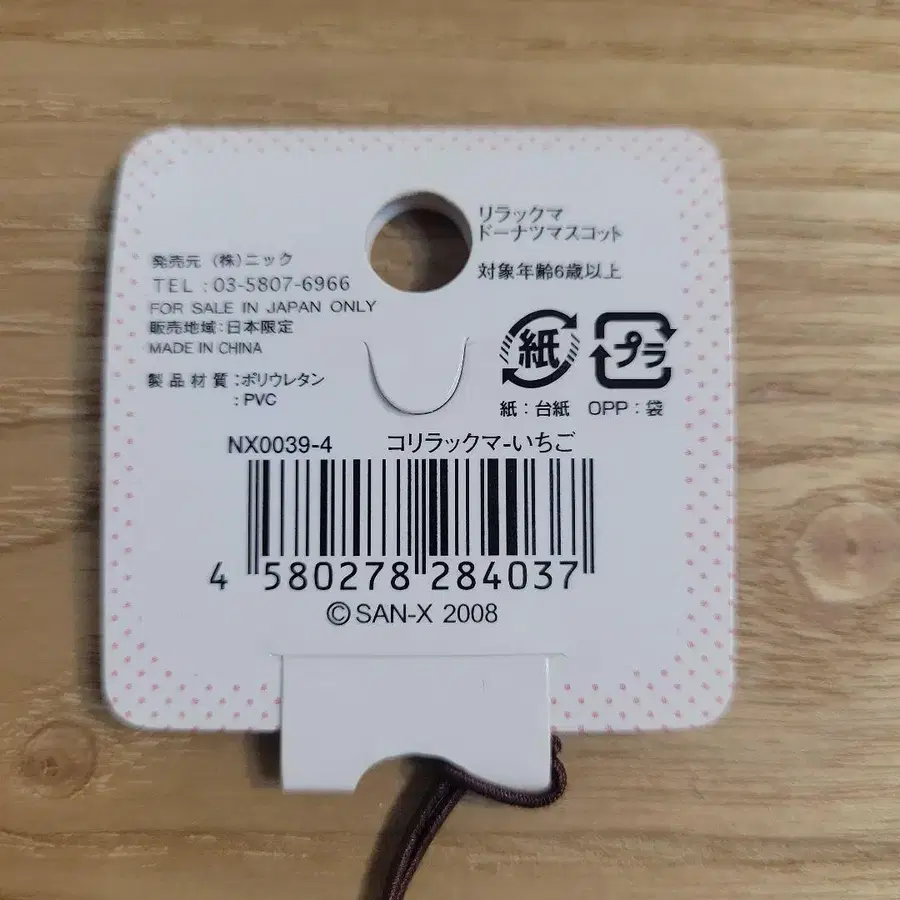 リラックマ
ドーナツマスコット
対象年齢6歳以上
発売元 (株)ニック
TEL :03-5807-6966
FOR SALE IN JAPAN ONLY
販売地域:日本限定
MADE IN CHINA
製品材質:ポリウレタン
:PVC
紙
プラ
紙:台紙 OPP:袋
NX0039-4 コリラックマ-いちご
4 580278 284037
©SAN-X 2008